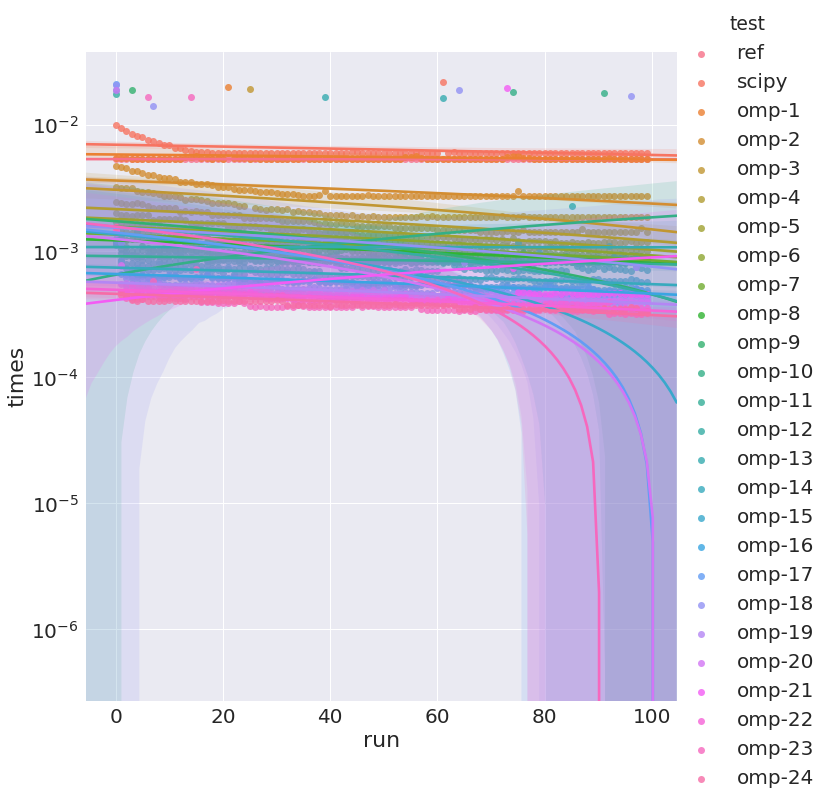 test
ref
scipy
omp-1
omp-2
omp-3
omp-4
omp-5
omp-6
omp-7
omp-8
omp-9
omp-10
omp-11
omp-12
omp-13
omp-14
omp-15
omp-16
omp-17
omp-18
omp-19
omp-20
omp-21
omp-22
omp-23
omp-24
10⁻²
10⁻³
10⁻⁴
10⁻⁵
10⁻⁶
times
0 20 40 60 80 100
run